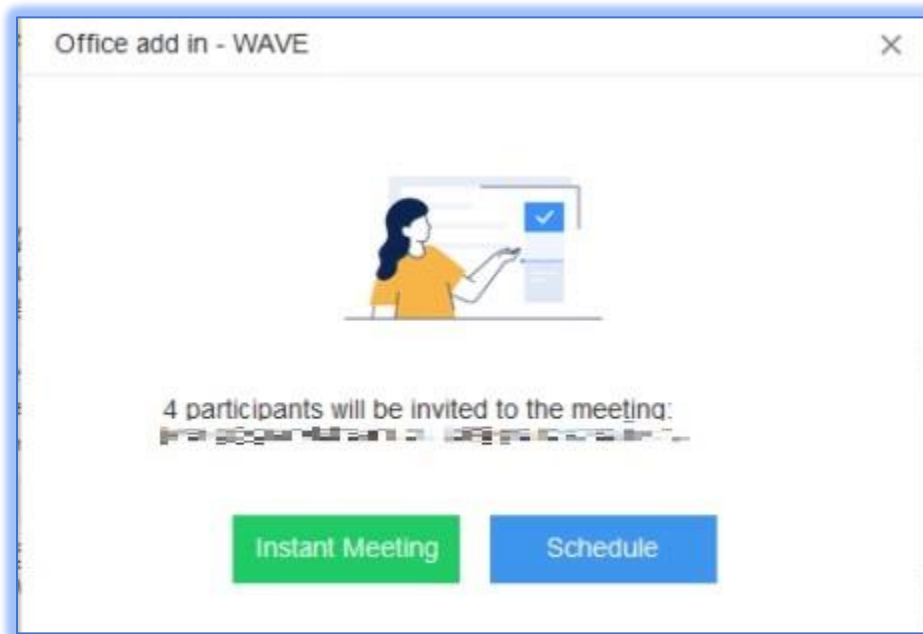 Office add in - WAVE
4 participants will be invited to the meeting:
Instant Meeting
Schedule